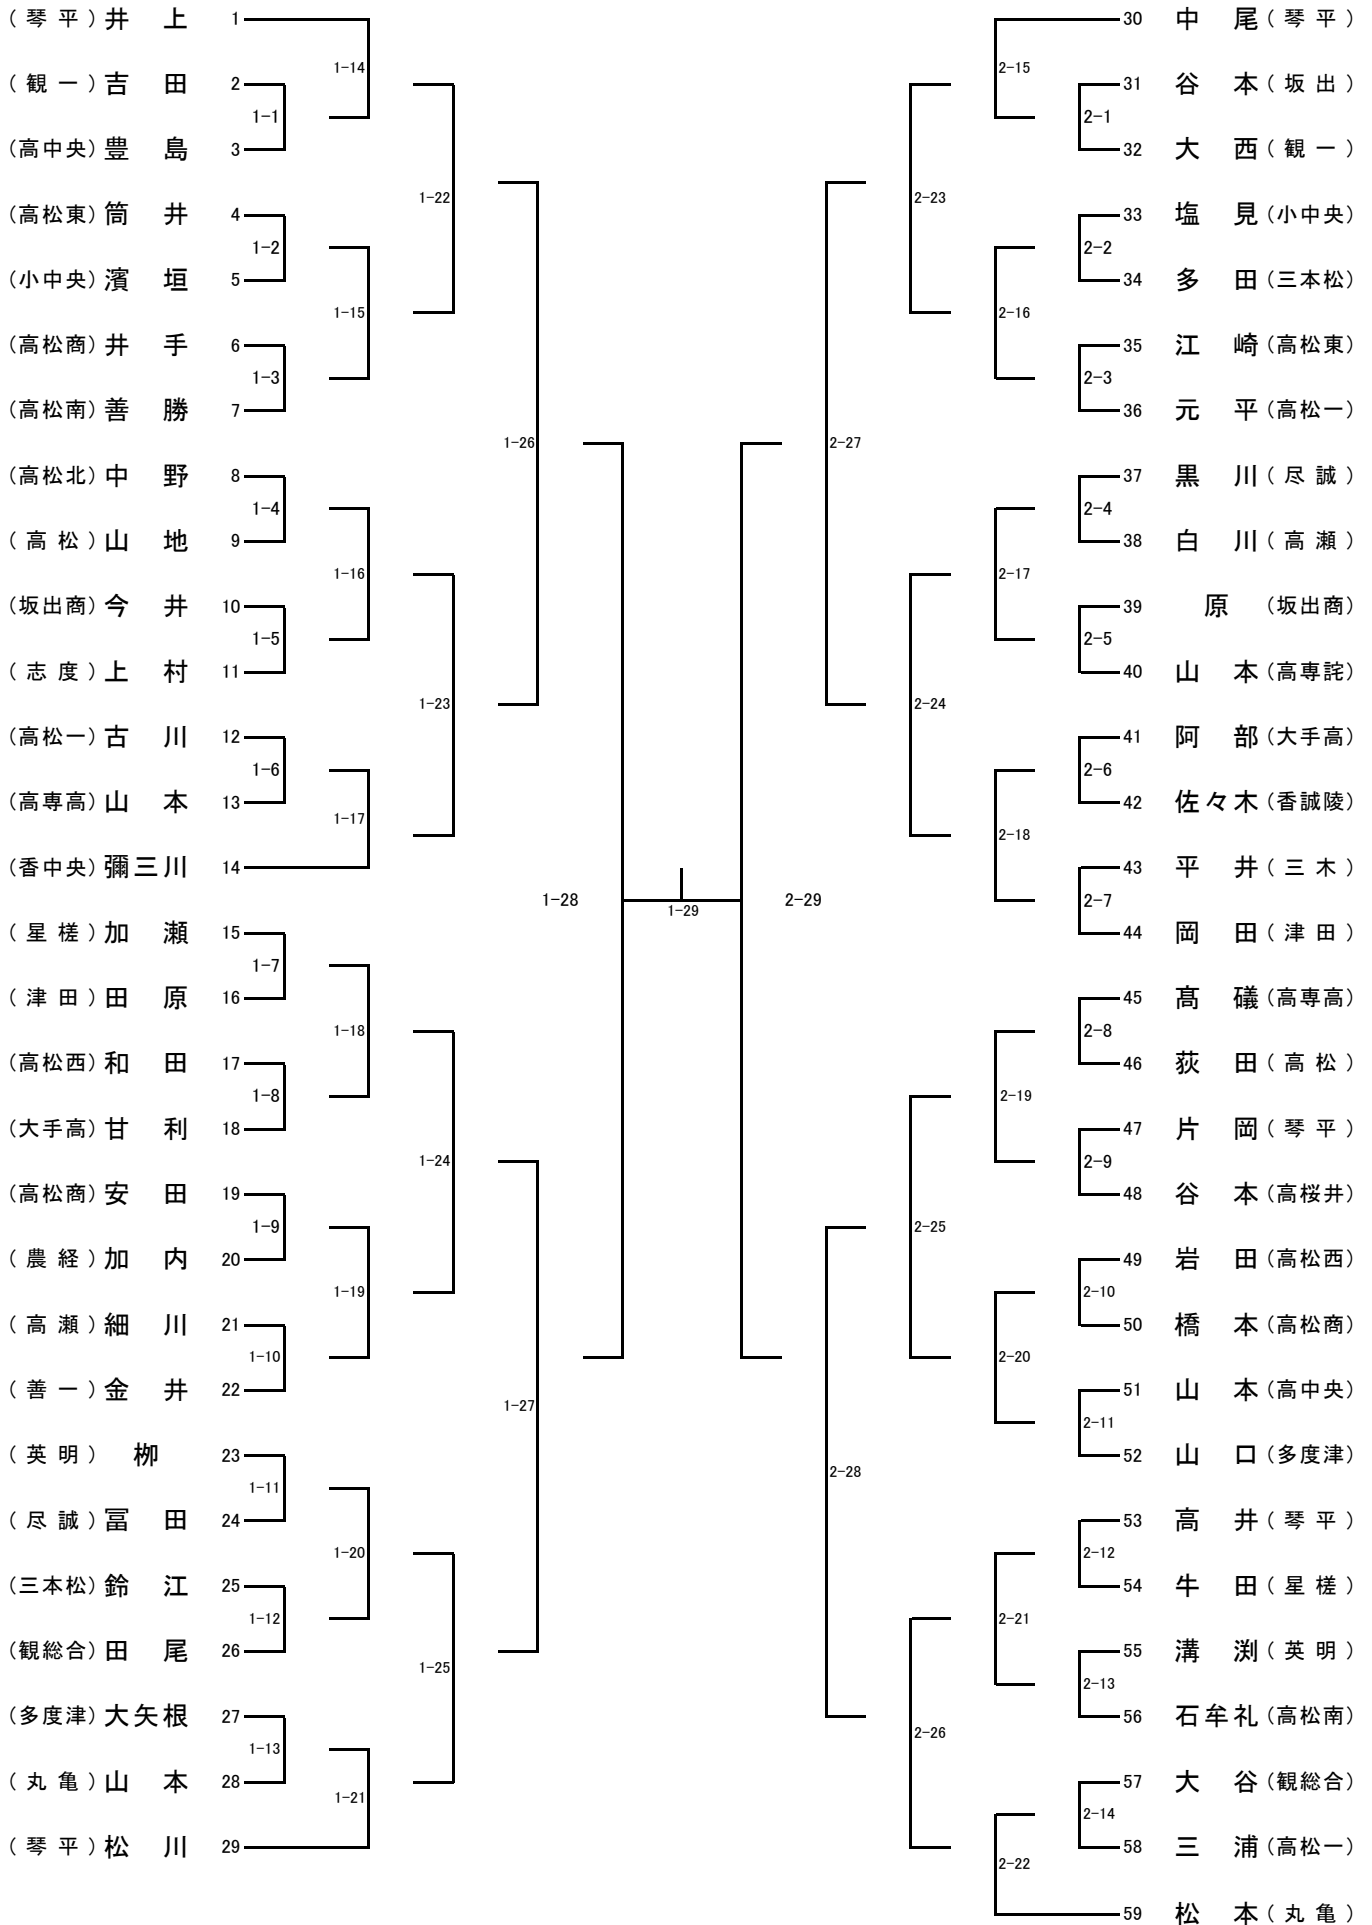 (琴平) 井上 1
(観一) 吉田 2
(高中央) 豊島 3
(高松東) 筒井 4
(小中央) 濱垣 5
(高松商) 井手 6
(高松南) 善勝 7
(高松北) 中野 8
(高松) 山地 9
(坂出商) 今井 10
(志度) 上村 11
(高松一) 古川 12
(高専高) 山本 13
(香中央) 彌三川 14
(星槎) 加瀬 15
(津田) 田原 16
(高松西) 和田 17
(大手高) 甘利 18
(高松商) 安田 19
(農経) 加内 20
(高瀬) 細川 21
(善一) 金井 22
(英明) 栁 23
(尽誠) 冨田 24
(三本松) 鈴江 25
(観総合) 田尾 26
(多度津) 大矢根 27
(丸亀) 山本 28
(琴平) 松川 29
1-1
1-2
1-3
1-4
1-5
1-6
1-7
1-8
1-9
1-10
1-11
1-12
1-13
1-14
1-15
1-16
1-17
1-18
1-19
1-20
1-21
1-22
1-23
1-24
1-25
1-26
1-27
1-28
1-29
2-29
2-27
2-28
2-23
2-24
2-25
2-26
2-15
2-16
2-17
2-18
2-19
2-20
2-21
2-22
2-1
2-2
2-3
2-4
2-5
2-6
2-7
2-8
2-9
2-10
2-11
2-12
2-13
2-14
30 中尾 (琴平)
31 谷本 (坂出)
32 大西 (観一)
33 塩見 (小中央)
34 多田 (三本松)
35 江崎 (高松東)
36 元平 (高松一)
37 黒川 (尽誠)
38 白川 (高瀬)
39 原 (坂出商)
40 山本 (高専詫)
41 阿部 (大手高)
42 佐々木 (香誠陵)
43 平井 (三木)
44 岡田 (津田)
45 髙礒 (高専高)
46 荻田 (高松)
47 片岡 (琴平)
48 谷本 (高桜井)
49 岩田 (高松西)
50 橋本 (高松商)
51 山本 (高中央)
52 山口 (多度津)
53 高井 (琴平)
54 牛田 (星槎)
55 溝渕 (英明)
56 石牟礼 (高松南)
57 大谷 (観総合)
58 三浦 (高松一)
59 松本 (丸亀)